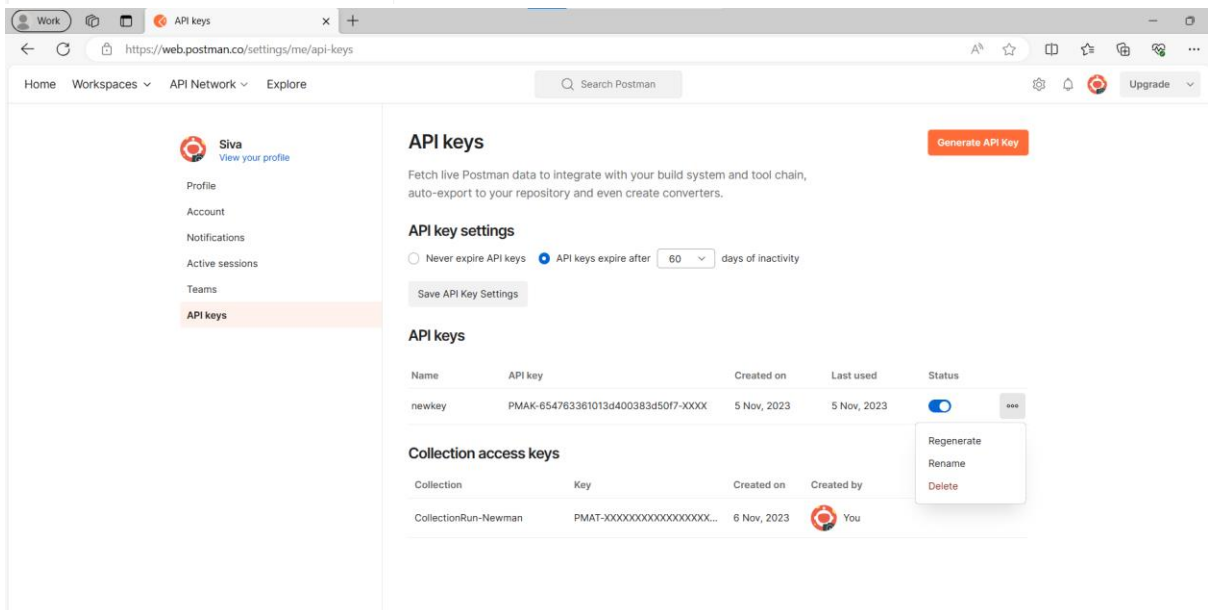 Work
API keys
https://web.postman.co/settings/me/api-keys
Home Workspaces API Network Explore
Search Postman
Upgrade
Siva
View your profile
Profile
Account
Notifications
Active sessions
Teams
API keys
API keys
Generate API Key
Fetch live Postman data to integrate with your build system and tool chain,
auto-export to your repository and even create converters.
API key settings
Never expire API keys API keys expire after 60 days of inactivity
Save API Key Settings
API keys
Name API key Created on Last used Status
newkey PMAK-654763361013d400383d50f7-XXXX 5 Nov, 2023 5 Nov, 2023
Regenerate
Rename
Delete
Collection access keys
Collection Key Created on Created by
CollectionRun-Newman PMAT-XXXXXXXXXXXXXXXXX... 6 Nov, 2023 You